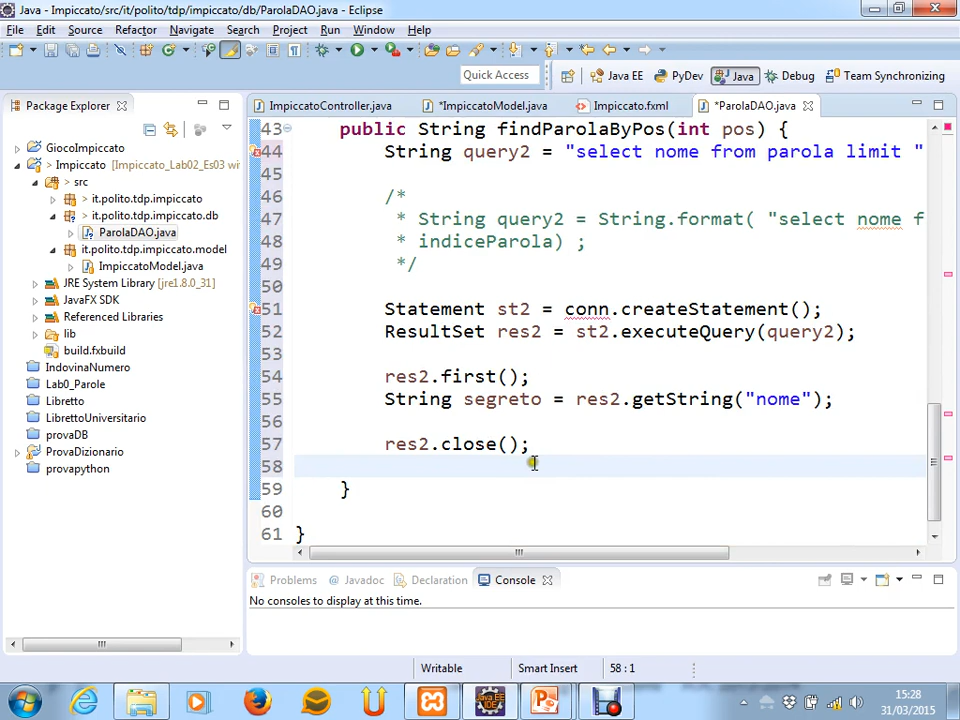 Java - Impiccato/src/it/polito/tdp/impiccato/db/ParolaDAO.java - Eclipse
File Edit Source Refactor Navigate Search Project Run Window Help
Quick Access Java EE PyDev Java Debug Team Synchronizing
Package Explorer
ImpiccatoController.java *ImpiccatoModel.java Impiccato.fxml *ParolaDAO.java
GiocoImpiccato
> Impiccato [Impiccato_Lab02_Es03 wi
> src
> it.polito.tdp.impiccato
> it.polito.tdp.impiccato.db
ParolaDAO.java
it.polito.tdp.impiccato.model
ImpiccatoModel.java
JRE System Library [jre1.8.0_31]
JavaFX SDK
Referenced Libraries
lib
build.fxbuild
IndovinaNumero
Lab0_Parole
Libretto
LibrettoUniversitario
provaDB
ProvaDizionario
provapython
43 public String findParolaByPos(int pos) {
44 String query2 = "select nome from parola limit "
45
46 /*
47 * String query2 = String.format( "select nome f
48 * indiceParola) ;
49 */
50
51 Statement st2 = conn.createStatement();
52 ResultSet res2 = st2.executeQuery(query2);
53
54 res2.first();
55 String segreto = res2.getString("nome");
56
57 res2.close();
58
59 }
60
61 }
Problems @ Javadoc Declaration Console
No consoles to display at this time.
Writable Smart Insert 58 : 1
Java EE IDE
15:28
31/03/2015